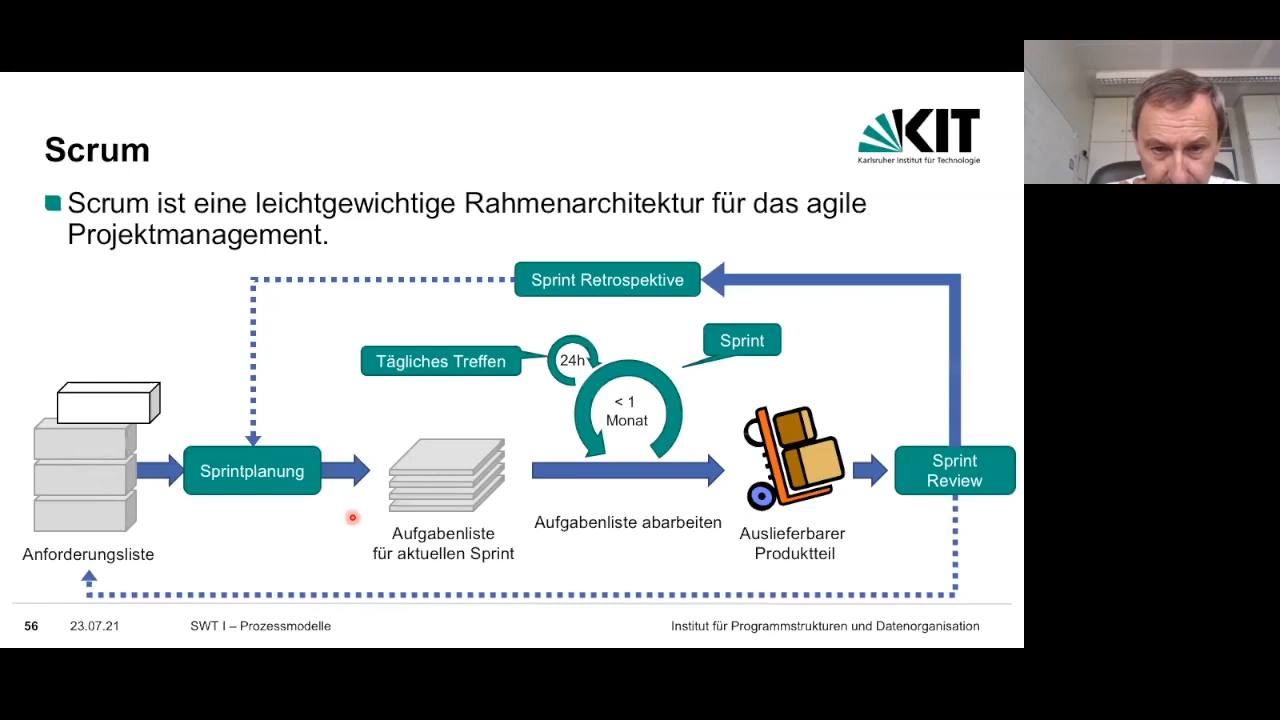 KIT
Karlsruher Institut für Technologie
Scrum
Scrum ist eine leichtgewichtige Rahmenarchitektur für das agile
Projektmanagement.
Sprint Retrospektive
Sprint
Tägliches Treffen
24h
< 1
Monat
Sprintplanung
Sprint
Review
Anforderungsliste
Aufgabenliste
für aktuellen Sprint
Aufgabenliste abarbeiten
Auslieferbarer
Produktteil
56 23.07.21 SWT I – Prozessmodelle Institut für Programmstrukturen und Datenorganisation